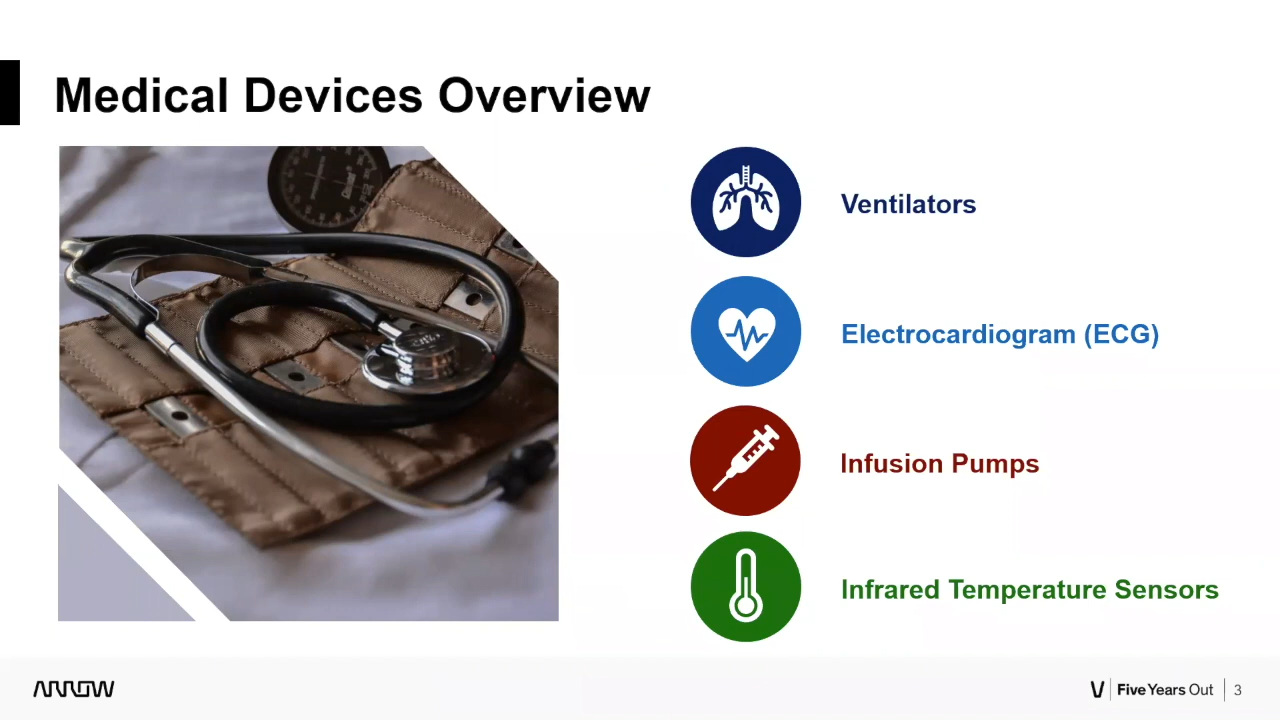 Medical Devices Overview
Ventilators
Electrocardiogram (ECG)
Infusion Pumps
Infrared Temperature Sensors
ARROW
Five Years Out
3